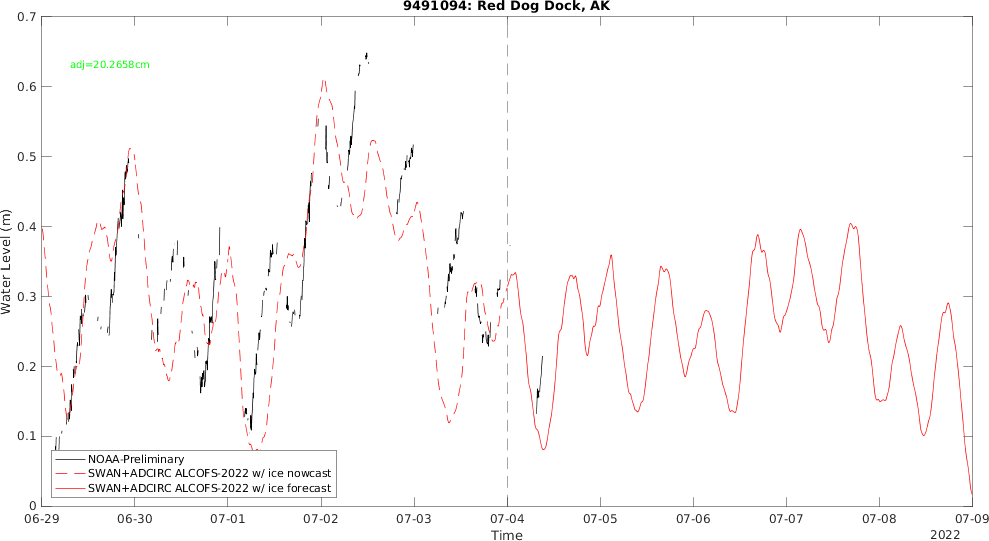 9491094: Red Dog Dock, AK
0.7
0.6
0.5
0.4
0.3
0.2
0.1
0
Water Level (m)
adj=20.2658cm
NOAA-Preliminary
SWAN+ADCIRC ALCOFS-2022 w/ ice nowcast
SWAN+ADCIRC ALCOFS-2022 w/ ice forecast
06-29 06-30 07-01 07-02 07-03 07-04 07-05 07-06 07-07 07-08 07-09
Time
2022